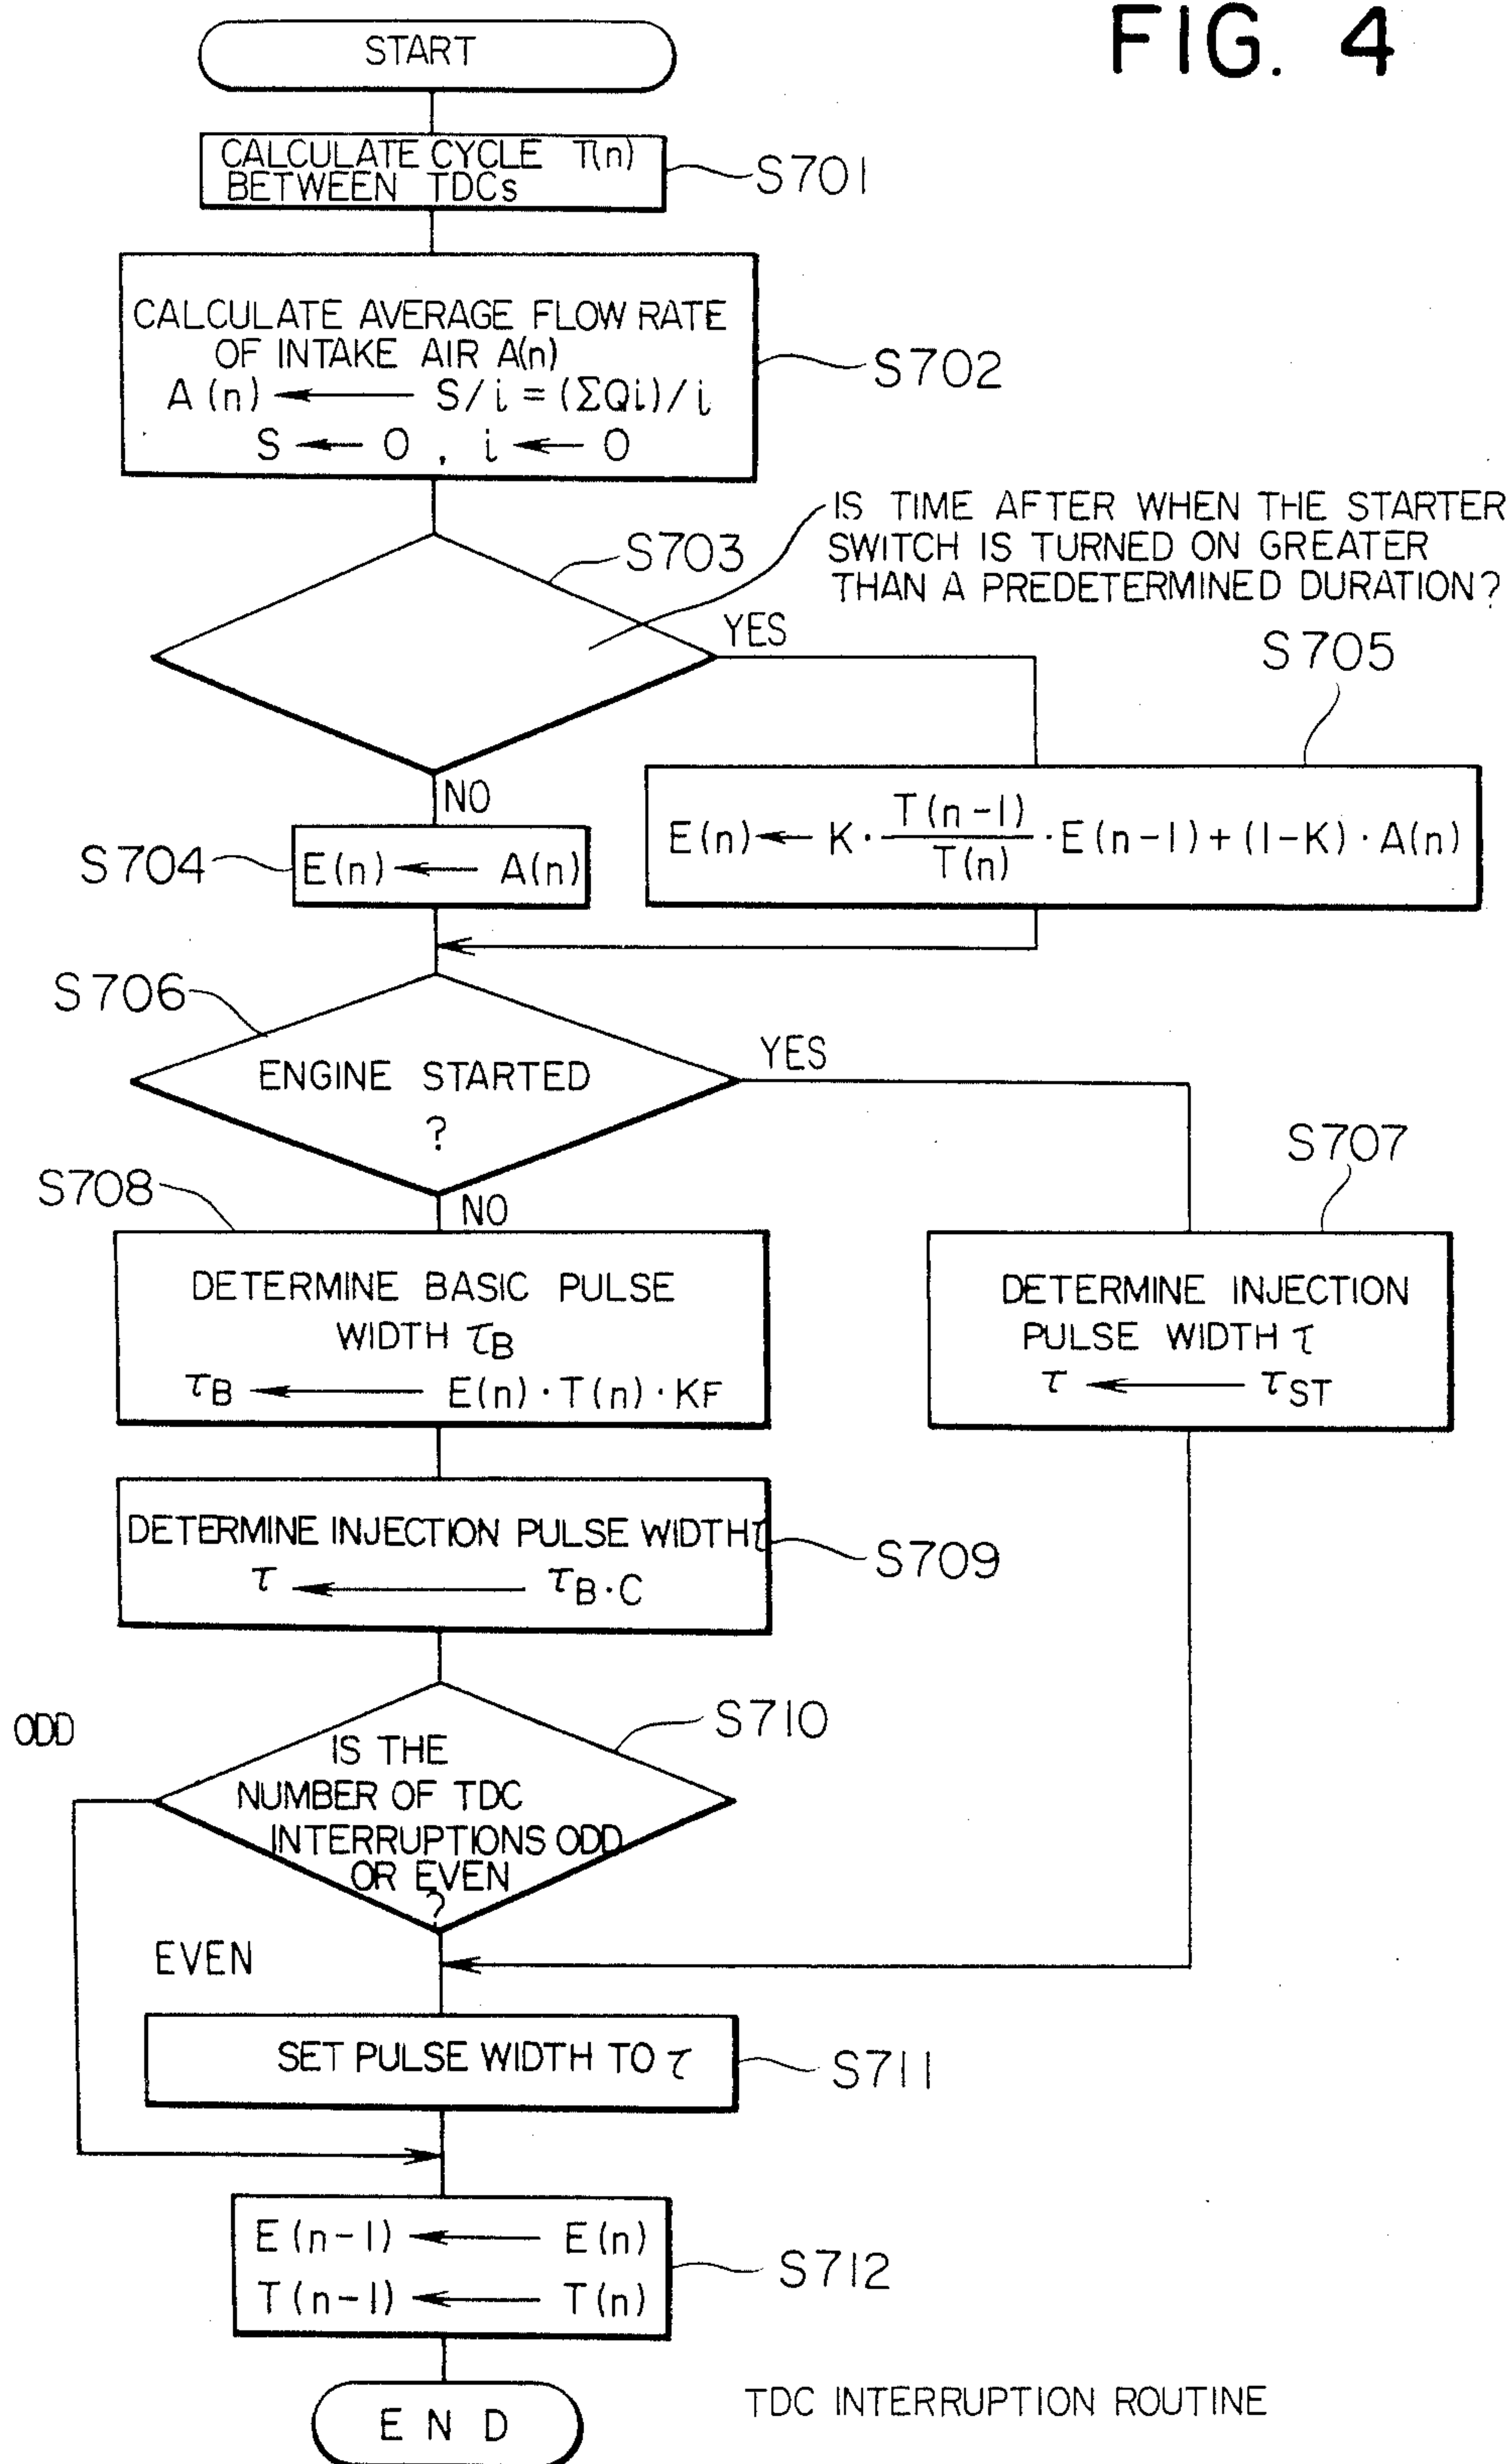 FIG. 4
START
CALCULATE CYCLE T(n)
BETWEEN TDCs
S701
CALCULATE AVERAGE FLOW RATE
OF INTAKE AIR A(n)
A(n) ← S/i = (ΣQi)/i
S ← O , i ← O
S702
S703
IS TIME AFTER WHEN THE STARTER
SWITCH IS TURNED ON GREATER
THAN A PREDETERMINED DURATION?
YES
S705
NO
S704
E(n) ← A(n)
E(n) ← K · T(n-1)/T(n) · E(n-1) + (1-K) · A(n)
S706
ENGINE STARTED
?
YES
S707
S708
NO
DETERMINE BASIC PULSE
WIDTH τB
τB ← E(n) · T(n) · KF
DETERMINE INJECTION
PULSE WIDTH τ
τ ← τST
DETERMINE INJECTION PULSE WIDTH τ
τ ← τB · C
S709
ODD
S710
IS THE
NUMBER OF TDC
INTERRUPTIONS ODD
OR EVEN
?
EVEN
SET PULSE WIDTH TO τ
S711
E(n-1) ← E(n)
T(n-1) ← T(n)
S712
END
TDC INTERRUPTION ROUTINE